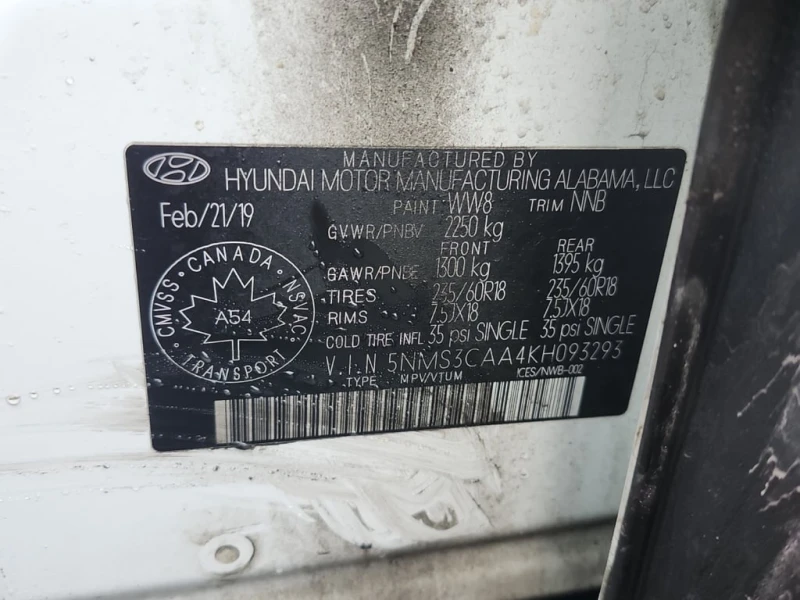 MANUFACTURED BY
HYUNDAI MOTOR MANUFACTURING ALABAMA, LLC
Feb/21/19
PAINT WW8 TRIM NNB
GVWR/PNBV 2250 kg
FRONT REAR
GAWR/PNBE 1300 kg 1395 kg
TIRES 235/60R18 235/60R18
RIMS 7.5JX18 7.5JX18
COLD TIRE INFL 35 psi SINGLE 35 psi SINGLE
V.I.N 5NMS3CAA4KH093293
TYPE MPV/VTUM ICES/NWB-002
CMVSS CANADA NSVAC
A54
TRANSPORT